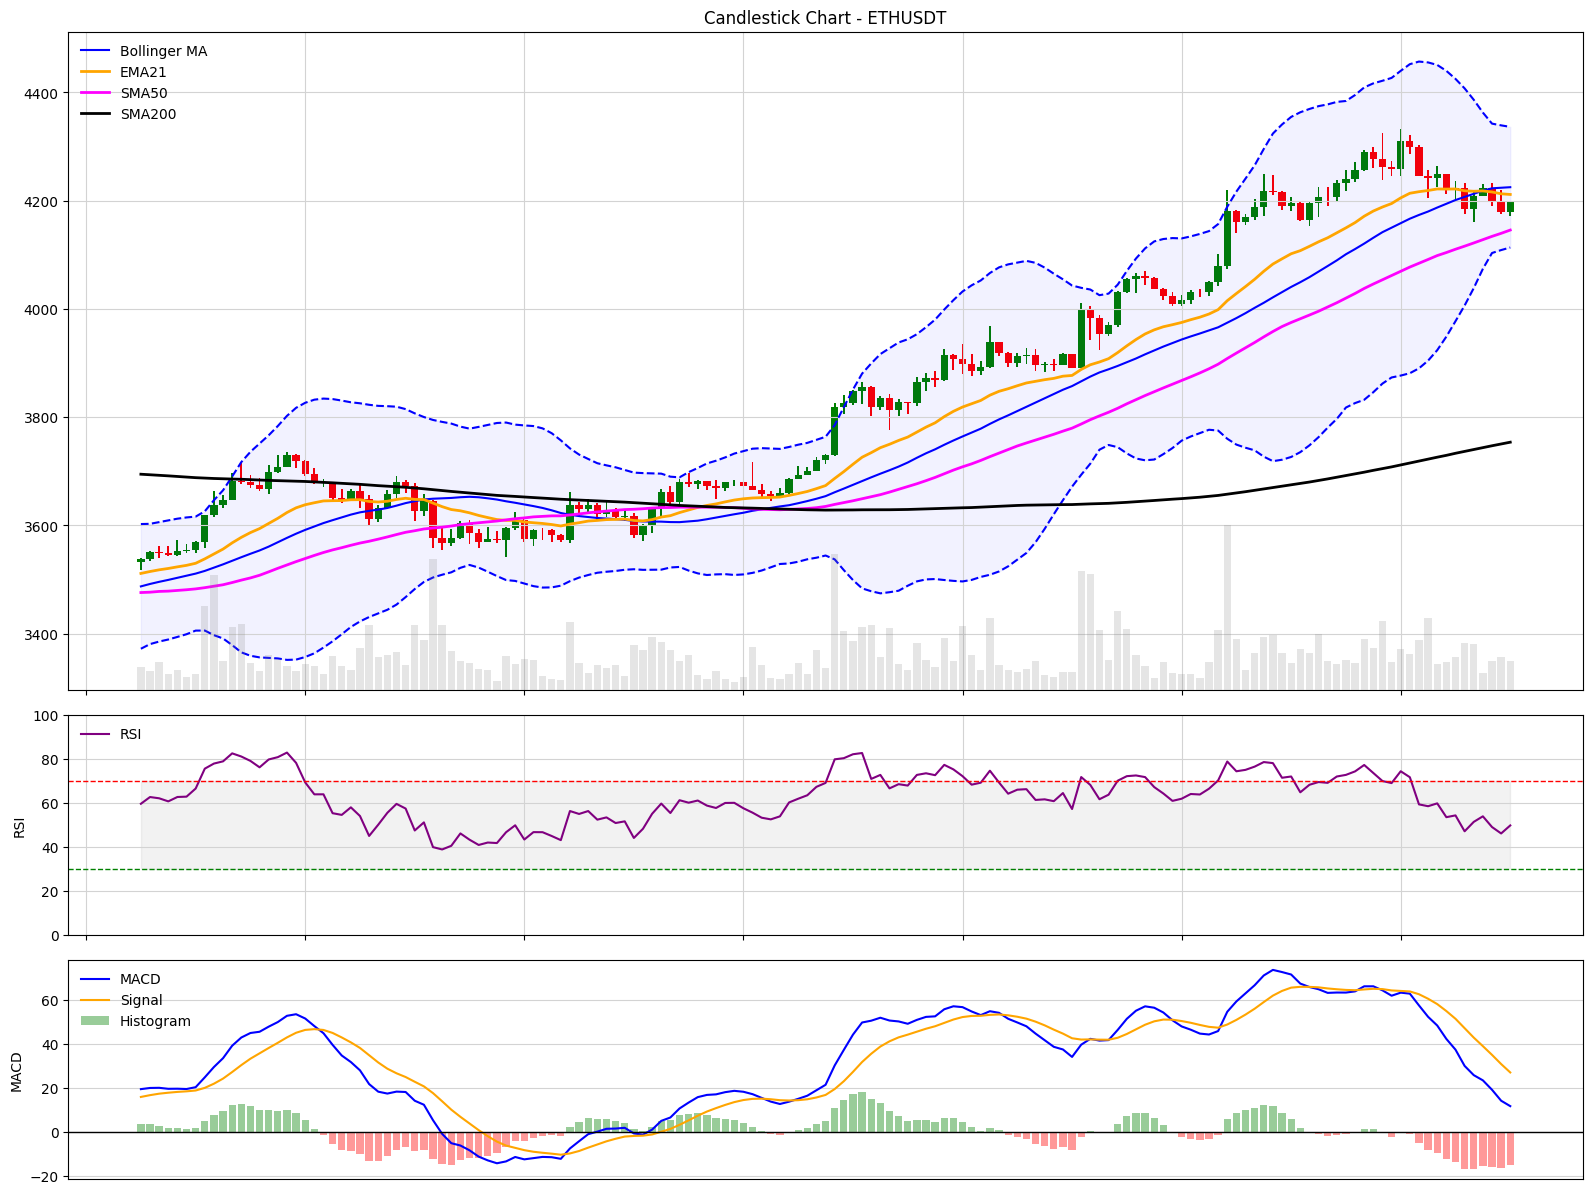 Candlestick Chart - ETHUSDT
Bollinger MA
EMA21
SMA50
SMA200
4400
4200
4000
3800
3600
3400
RSI
100
80
60
40
20
0
RSI
MACD
Signal
Histogram
60
40
20
0
−20
MACD